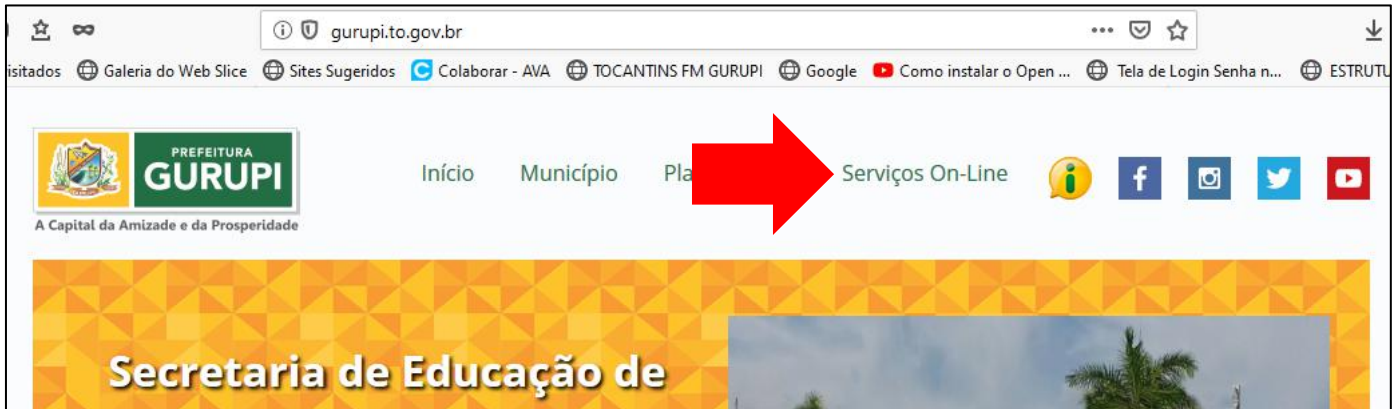 gurupi.to.gov.br
isitados Galeria do Web Slice Sites Sugeridos Colaborar - AVA TOCANTINS FM GURUPI Google Como instalar o Open ... Tela de Login Senha n... ESTRUTU
PREFEITURA
GURUPI
A Capital da Amizade e da Prosperidade
Início Município Pla Serviços On-Line
Secretaria de Educação de